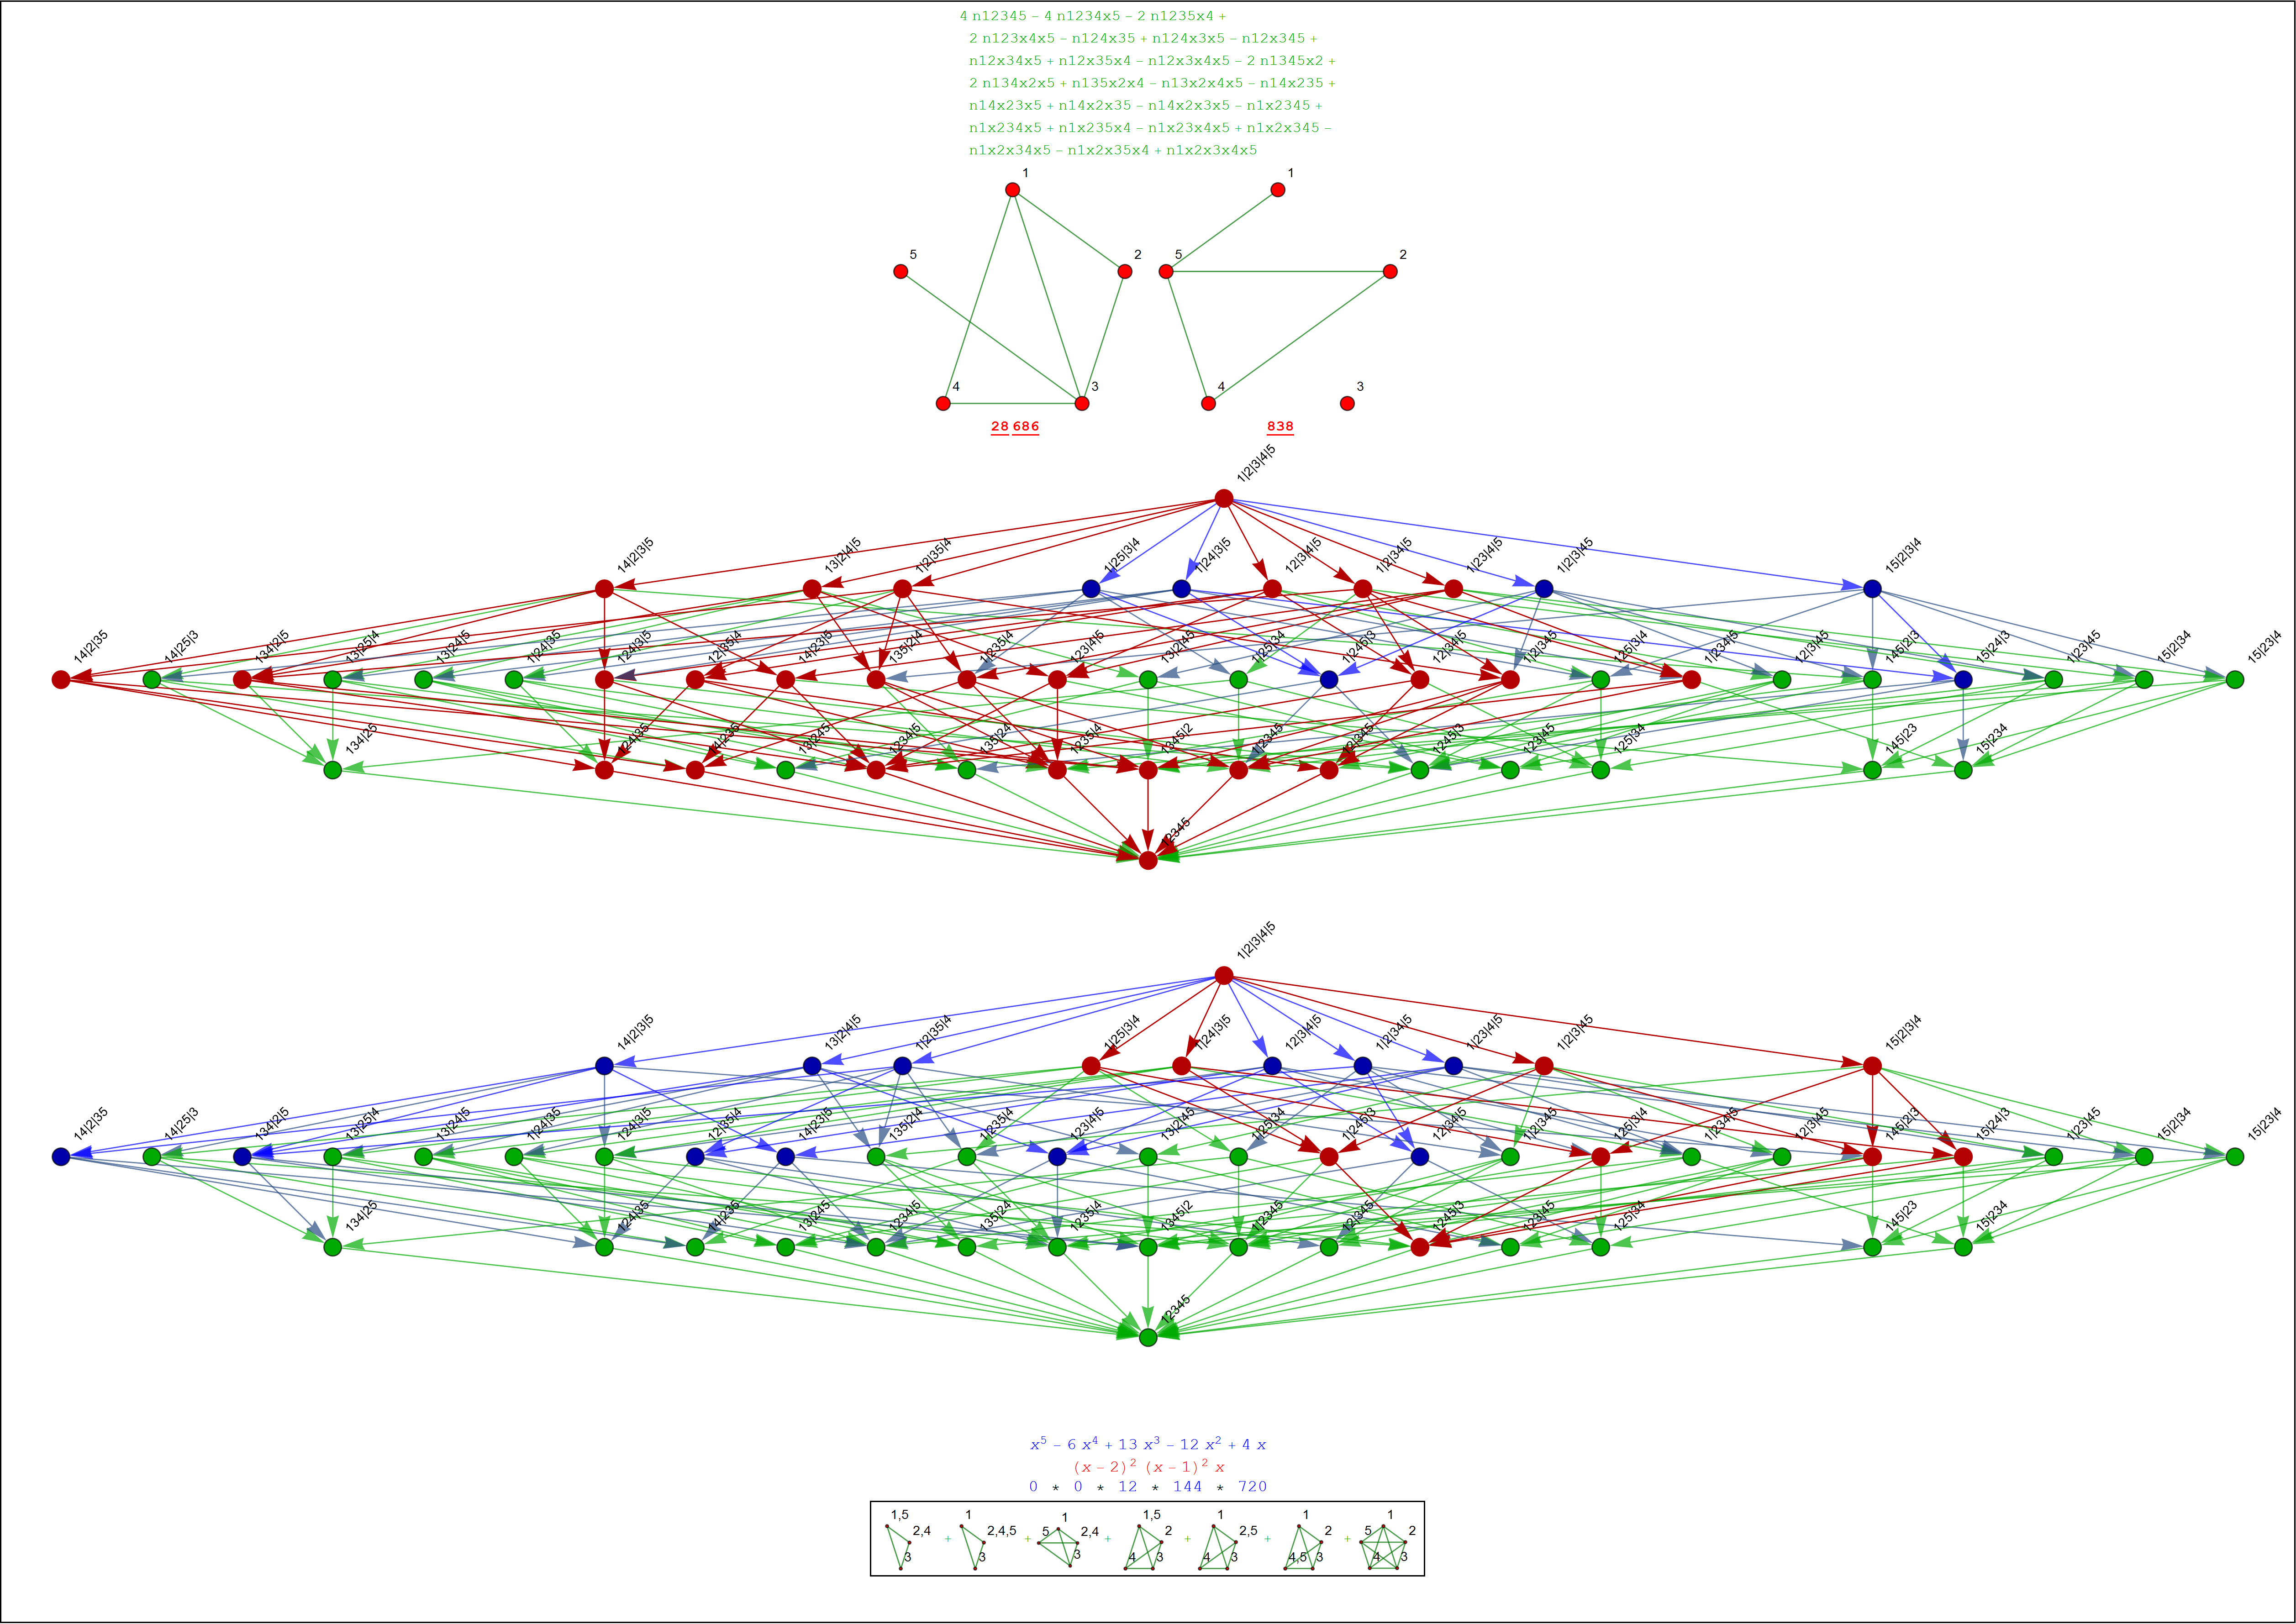 4 n12345 – 4 n1234x5 – 2 n1235x4 +
2 n123x4x5 – n124x35 + n124x3x5 – n12x345 +
n12x34x5 + n12x35x4 – n12x3x4x5 – 2 n1345x2 +
2 n134x2x5 + n135x2x4 – n13x2x4x5 – n14x235 +
n14x23x5 + n14x2x35 – n14x2x3x5 – n1x2345 +
n1x234x5 + n1x235x4 – n1x23x4x5 + n1x2x345 –
n1x2x34x5 – n1x2x35x4 + n1x2x3x4x5
1 1
5 2 5 2
4 3 4 3
28 686 838
1|2|3|4|5
14|2|3|5 13|2|4|5 1|2|35|4 1|25|3|4 1|24|3|5 12|3|4|5 1|2|34|5 1|23|4|5 1|2|3|45 15|2|3|4
14|2|35 14|25|3 134|2|5 13|25|4 13|24|5 1|24|35 124|3|5 12|35|4 14|23|5 135|2|4 1|235|4 123|4|5 13|2|45 1|25|34 1|245|3 12|34|5 1|2|345 125|3|4 1|234|5 12|3|45 145|2|3 15|24|3 1|23|45 15|2|34 15|23|4
134|25 124|35 14|235 13|245 1234|5 135|24 1235|4 1345|2 1|2345 12|345 1245|3 123|45 125|34 145|23 15|234
12345
1|2|3|4|5
14|2|3|5 13|2|4|5 1|2|35|4 1|25|3|4 1|24|3|5 12|3|4|5 1|2|34|5 1|23|4|5 1|2|3|45 15|2|3|4
14|2|35 14|25|3 134|2|5 13|25|4 13|24|5 1|24|35 124|3|5 12|35|4 14|23|5 135|2|4 1|235|4 123|4|5 13|2|45 1|25|34 1|245|3 12|34|5 1|2|345 125|3|4 1|234|5 12|3|45 145|2|3 15|24|3 1|23|45 15|2|34 15|23|4
134|25 124|35 14|235 13|245 1234|5 135|24 1235|4 1345|2 1|2345 12|345 1245|3 123|45 125|34 145|23 15|234
12345
x⁵ – 6 x⁴ + 13 x³ – 12 x² + 4 x
(x – 2)² (x – 1)² x
0 * 0 * 12 * 144 * 720
1,5 2,4 3 + 1 2,4,5 3 + 1 5 2,4 3 + 1,5 2 4 3 + 1 2,5 4 3 + 1 2 4,5 3 + 1 5 2 4 3